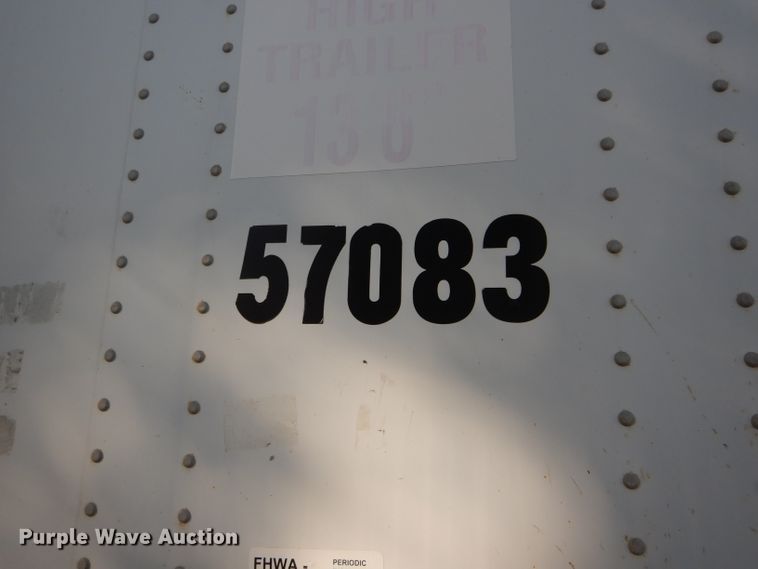 HIGH
TRAILER
13'6"
57083
Purple Wave Auction
FHWA - PERIODIC